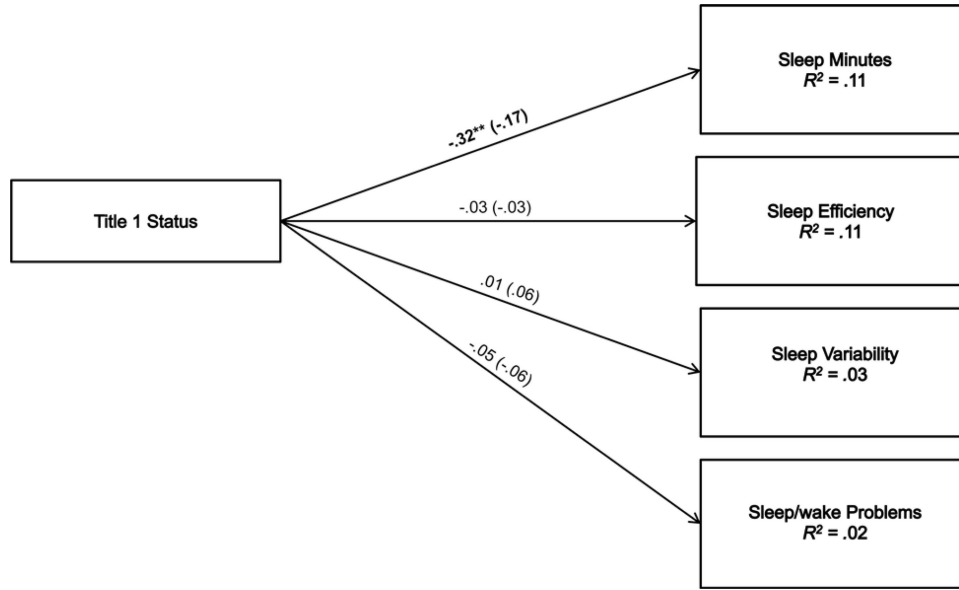 Sleep Minutes
R² = .11
-.32** (-.17)
Title 1 Status
-.03 (-.03)
Sleep Efficiency
R² = .11
.01 (.06)
Sleep Variability
R² = .03
-.05 (-.06)
Sleep/wake Problems
R² = .02